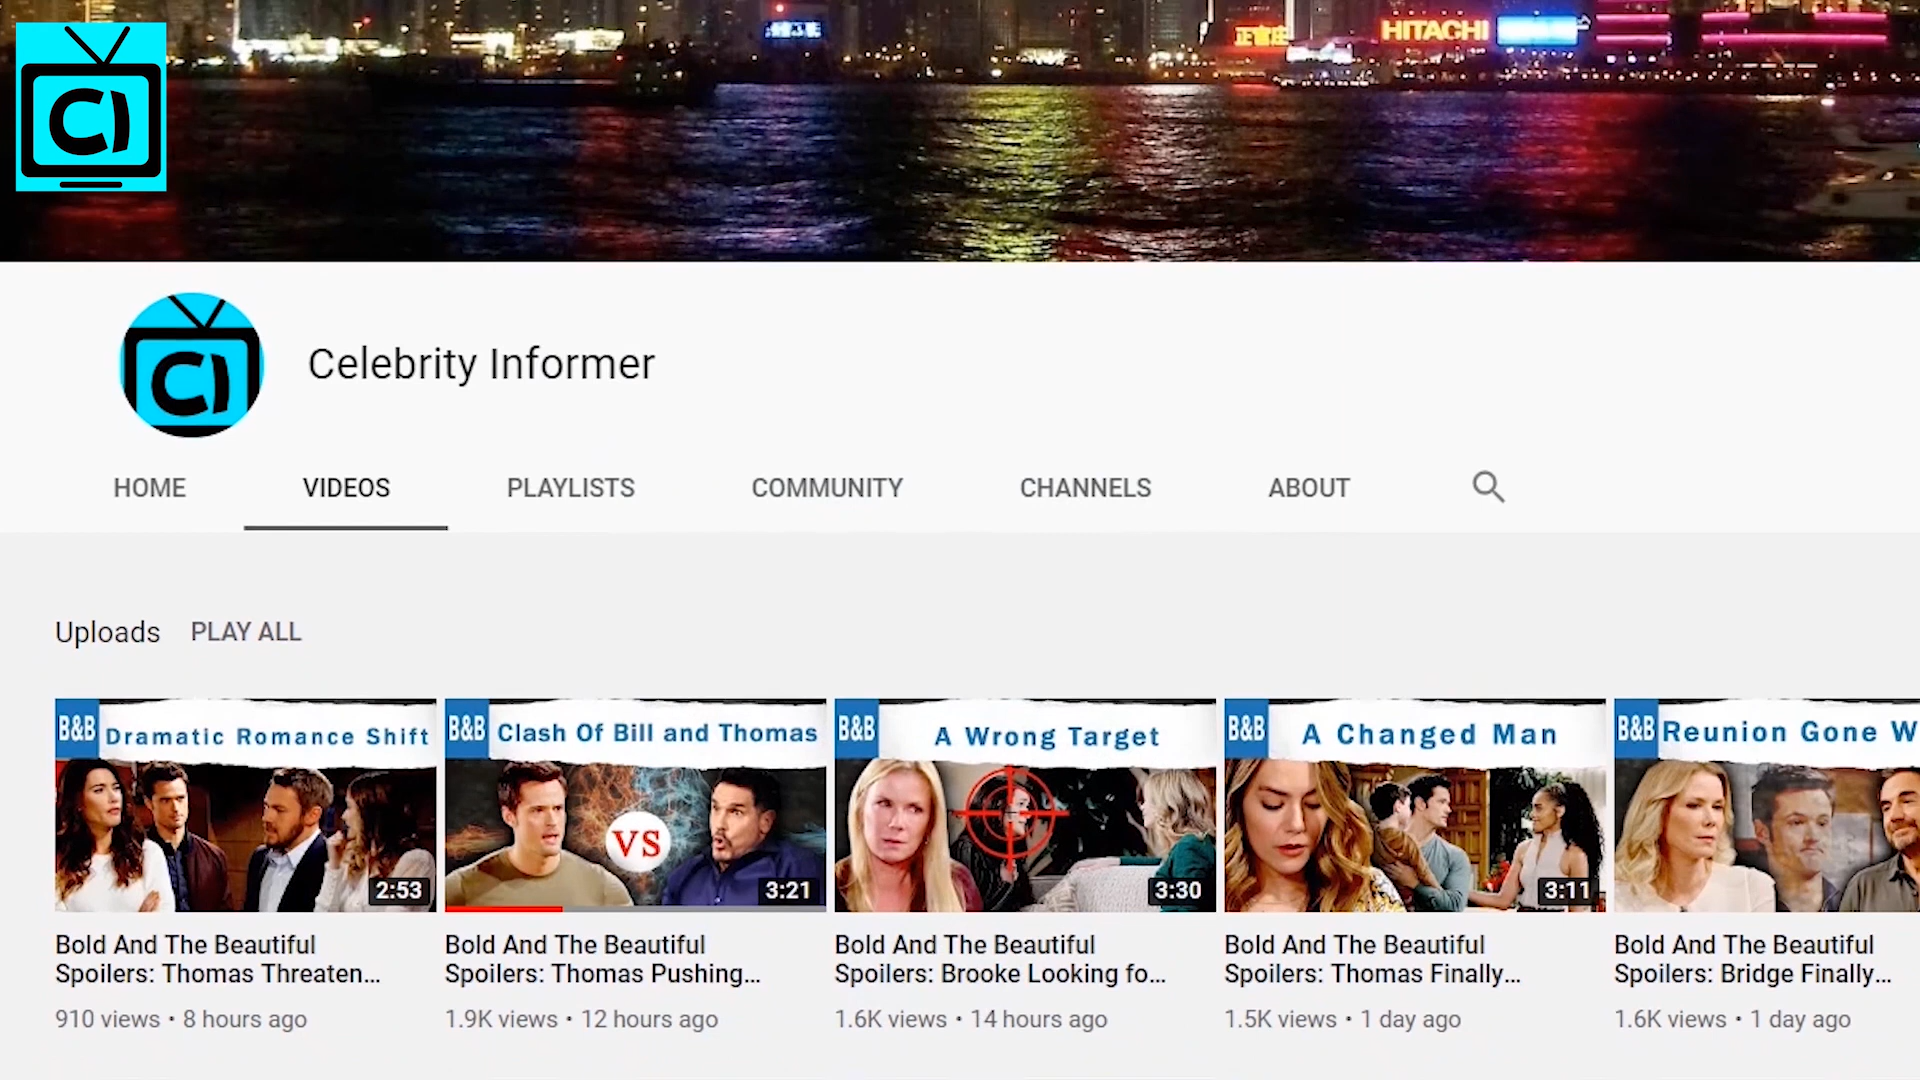 正官庄
HITACHI
CI
CI
Celebrity Informer
HOME
VIDEOS
PLAYLISTS
COMMUNITY
CHANNELS
ABOUT
Uploads
PLAY ALL
B&B
Dramatic Romance Shift
2:53
B&B
Clash Of Bill and Thomas
VS
3:21
B&B
A Wrong Target
3:30
B&B
A Changed Man
3:11
B&B
Reunion Gone W
Bold And The Beautiful
Spoilers: Thomas Threaten...
910 views • 8 hours ago
Bold And The Beautiful
Spoilers: Thomas Pushing...
1.9K views • 12 hours ago
Bold And The Beautiful
Spoilers: Brooke Looking fo...
1.6K views • 14 hours ago
Bold And The Beautiful
Spoilers: Thomas Finally...
1.5K views • 1 day ago
Bold And The Beautiful
Spoilers: Bridge Finally...
1.6K views • 1 day ago